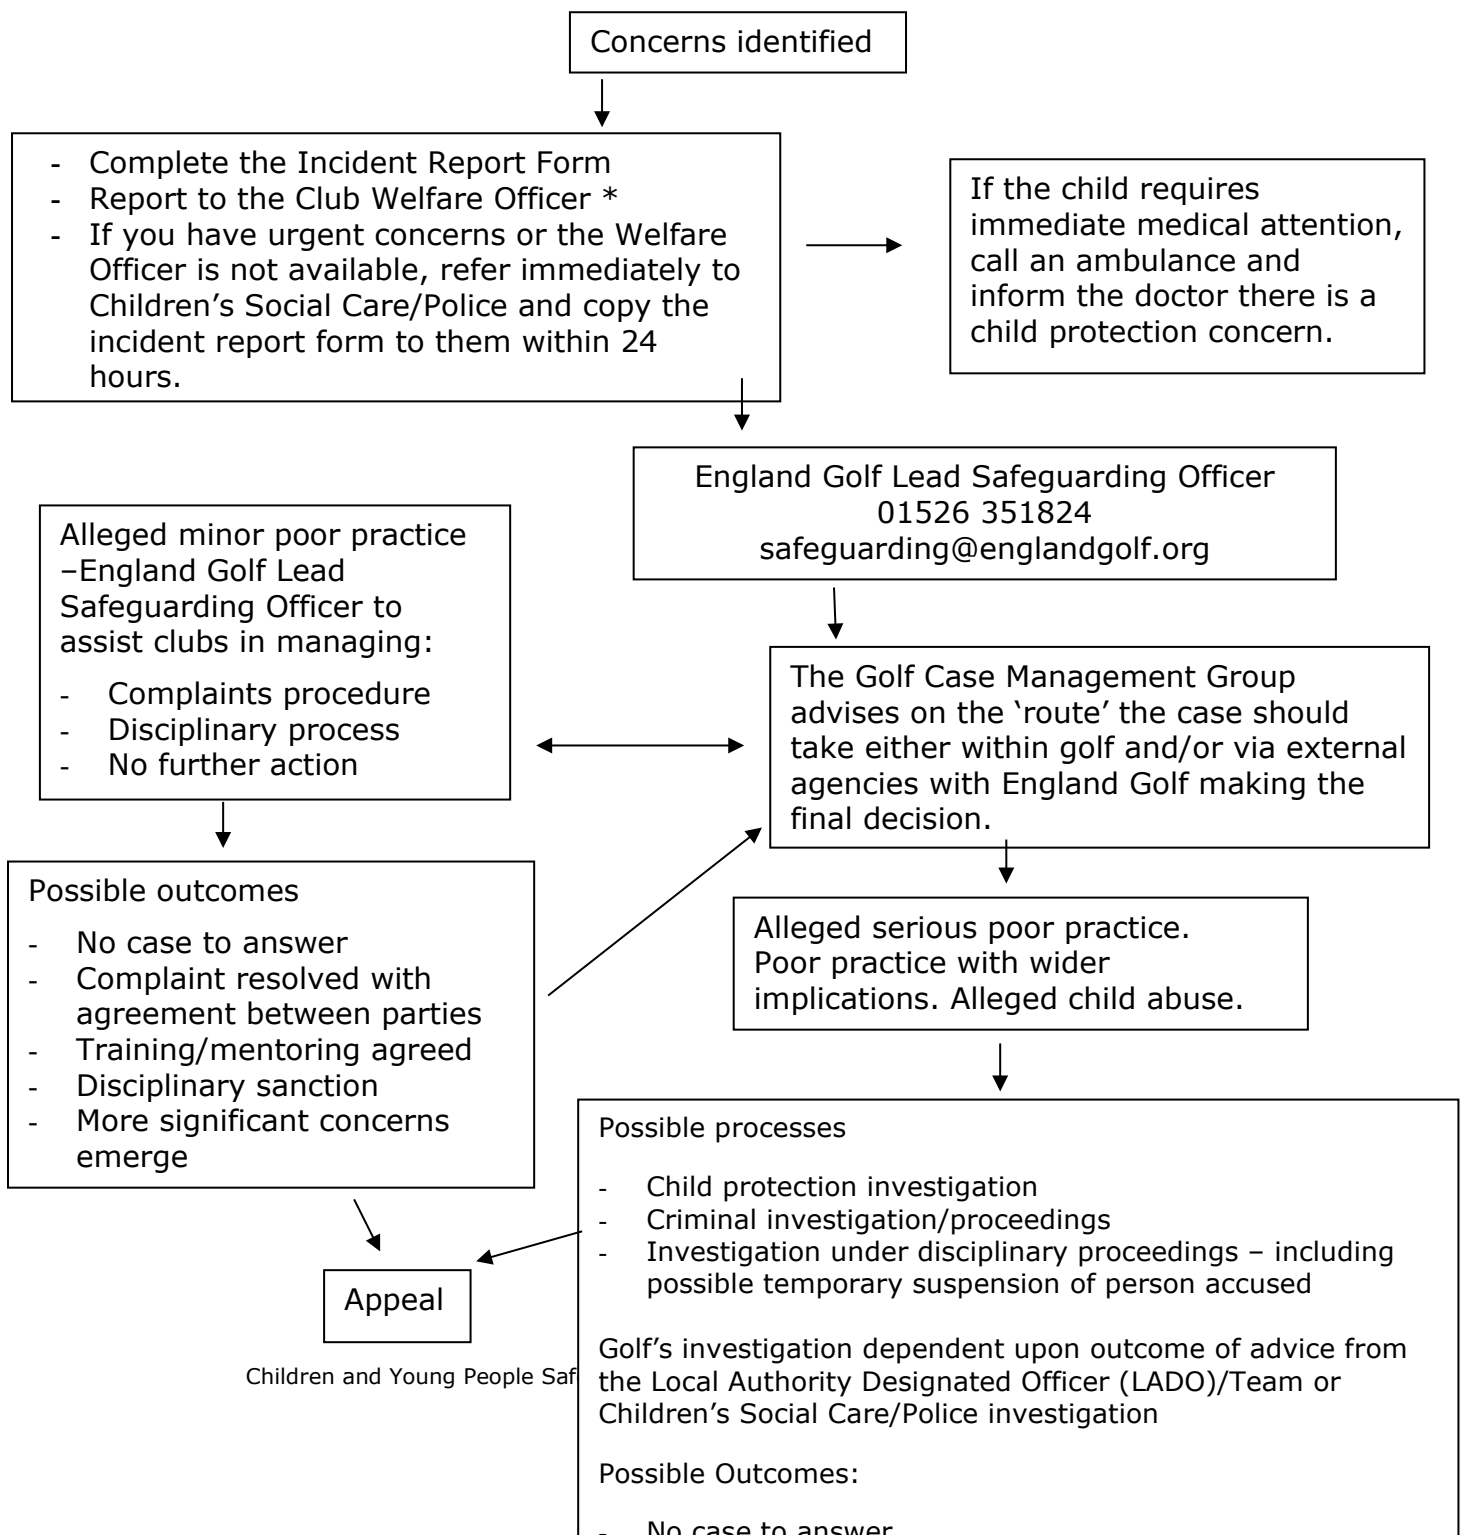 Concerns identified
- Complete the Incident Report Form
- Report to the Club Welfare Officer *
- If you have urgent concerns or the Welfare
Officer is not available, refer immediately to
Children’s Social Care/Police and copy the
incident report form to them within 24
hours.
If the child requires
immediate medical attention,
call an ambulance and
inform the doctor there is a
child protection concern.
England Golf Lead Safeguarding Officer
01526 351824
safeguarding@englandgolf.org
Alleged minor poor practice
–England Golf Lead
Safeguarding Officer to
assist clubs in managing:
- Complaints procedure
- Disciplinary process
- No further action
The Golf Case Management Group
advises on the ‘route’ the case should
take either within golf and/or via external
agencies with England Golf making the
final decision.
Possible outcomes
- No case to answer
- Complaint resolved with
agreement between parties
- Training/mentoring agreed
- Disciplinary sanction
- More significant concerns
emerge
Alleged serious poor practice.
Poor practice with wider
implications. Alleged child abuse.
Possible processes
- Child protection investigation
- Criminal investigation/proceedings
- Investigation under disciplinary proceedings – including
possible temporary suspension of person accused
Golf’s investigation dependent upon outcome of advice from
the Local Authority Designated Officer (LADO)/Team or
Children’s Social Care/Police investigation
Possible Outcomes:
- No case to answer
Appeal
Children and Young People Saf